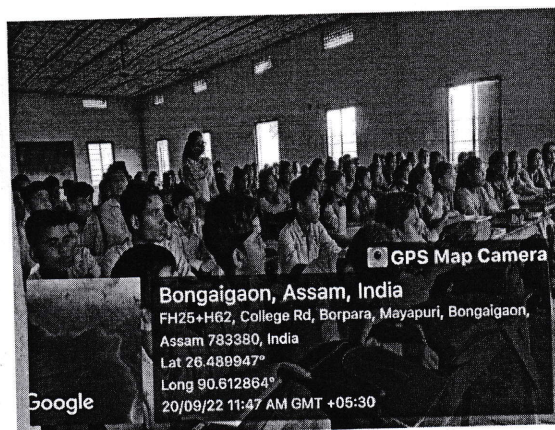 GPS Map Camera
Bongaigaon, Assam, India
FH25+H62, College Rd, Borpara, Mayapuri, Bongaigaon,
Assam 783380, India
Lat 26.489947°
Long 90.612864°
20/09/22 11:47 AM GMT +05:30
Google